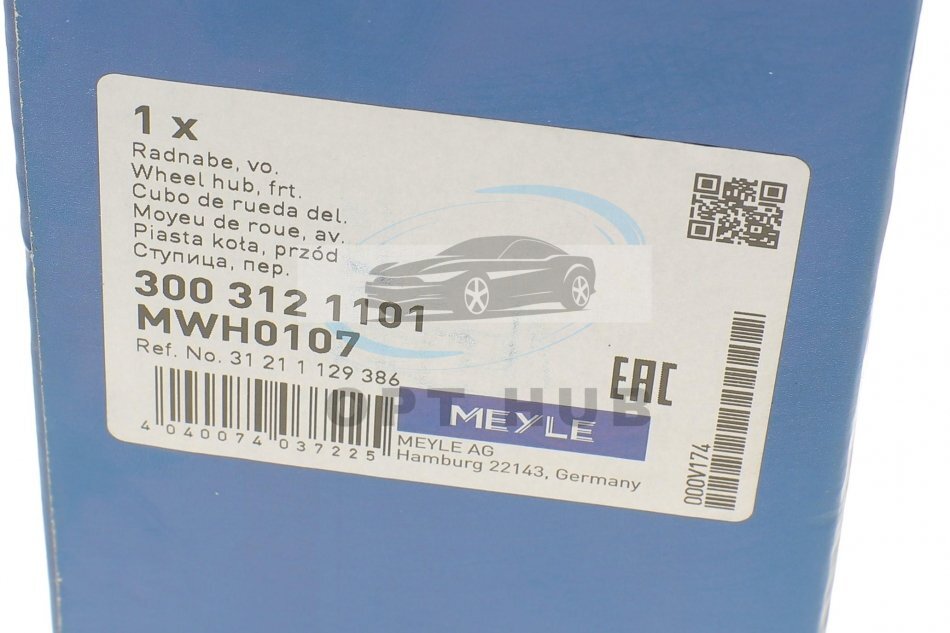 1 x
Radnabe, vo.
Wheel hub, frt.
Cubo de rueda del.
Moyeu de roue, av.
Piasta koła, przód
Ступица, пер.
300 312 1101
MWH0107
Ref. No. 31 21 1 129 386
4 040074 037225
EAC
MEYLE
MEYLE AG
Hamburg 22143, Germany
000V174
OPT HUB